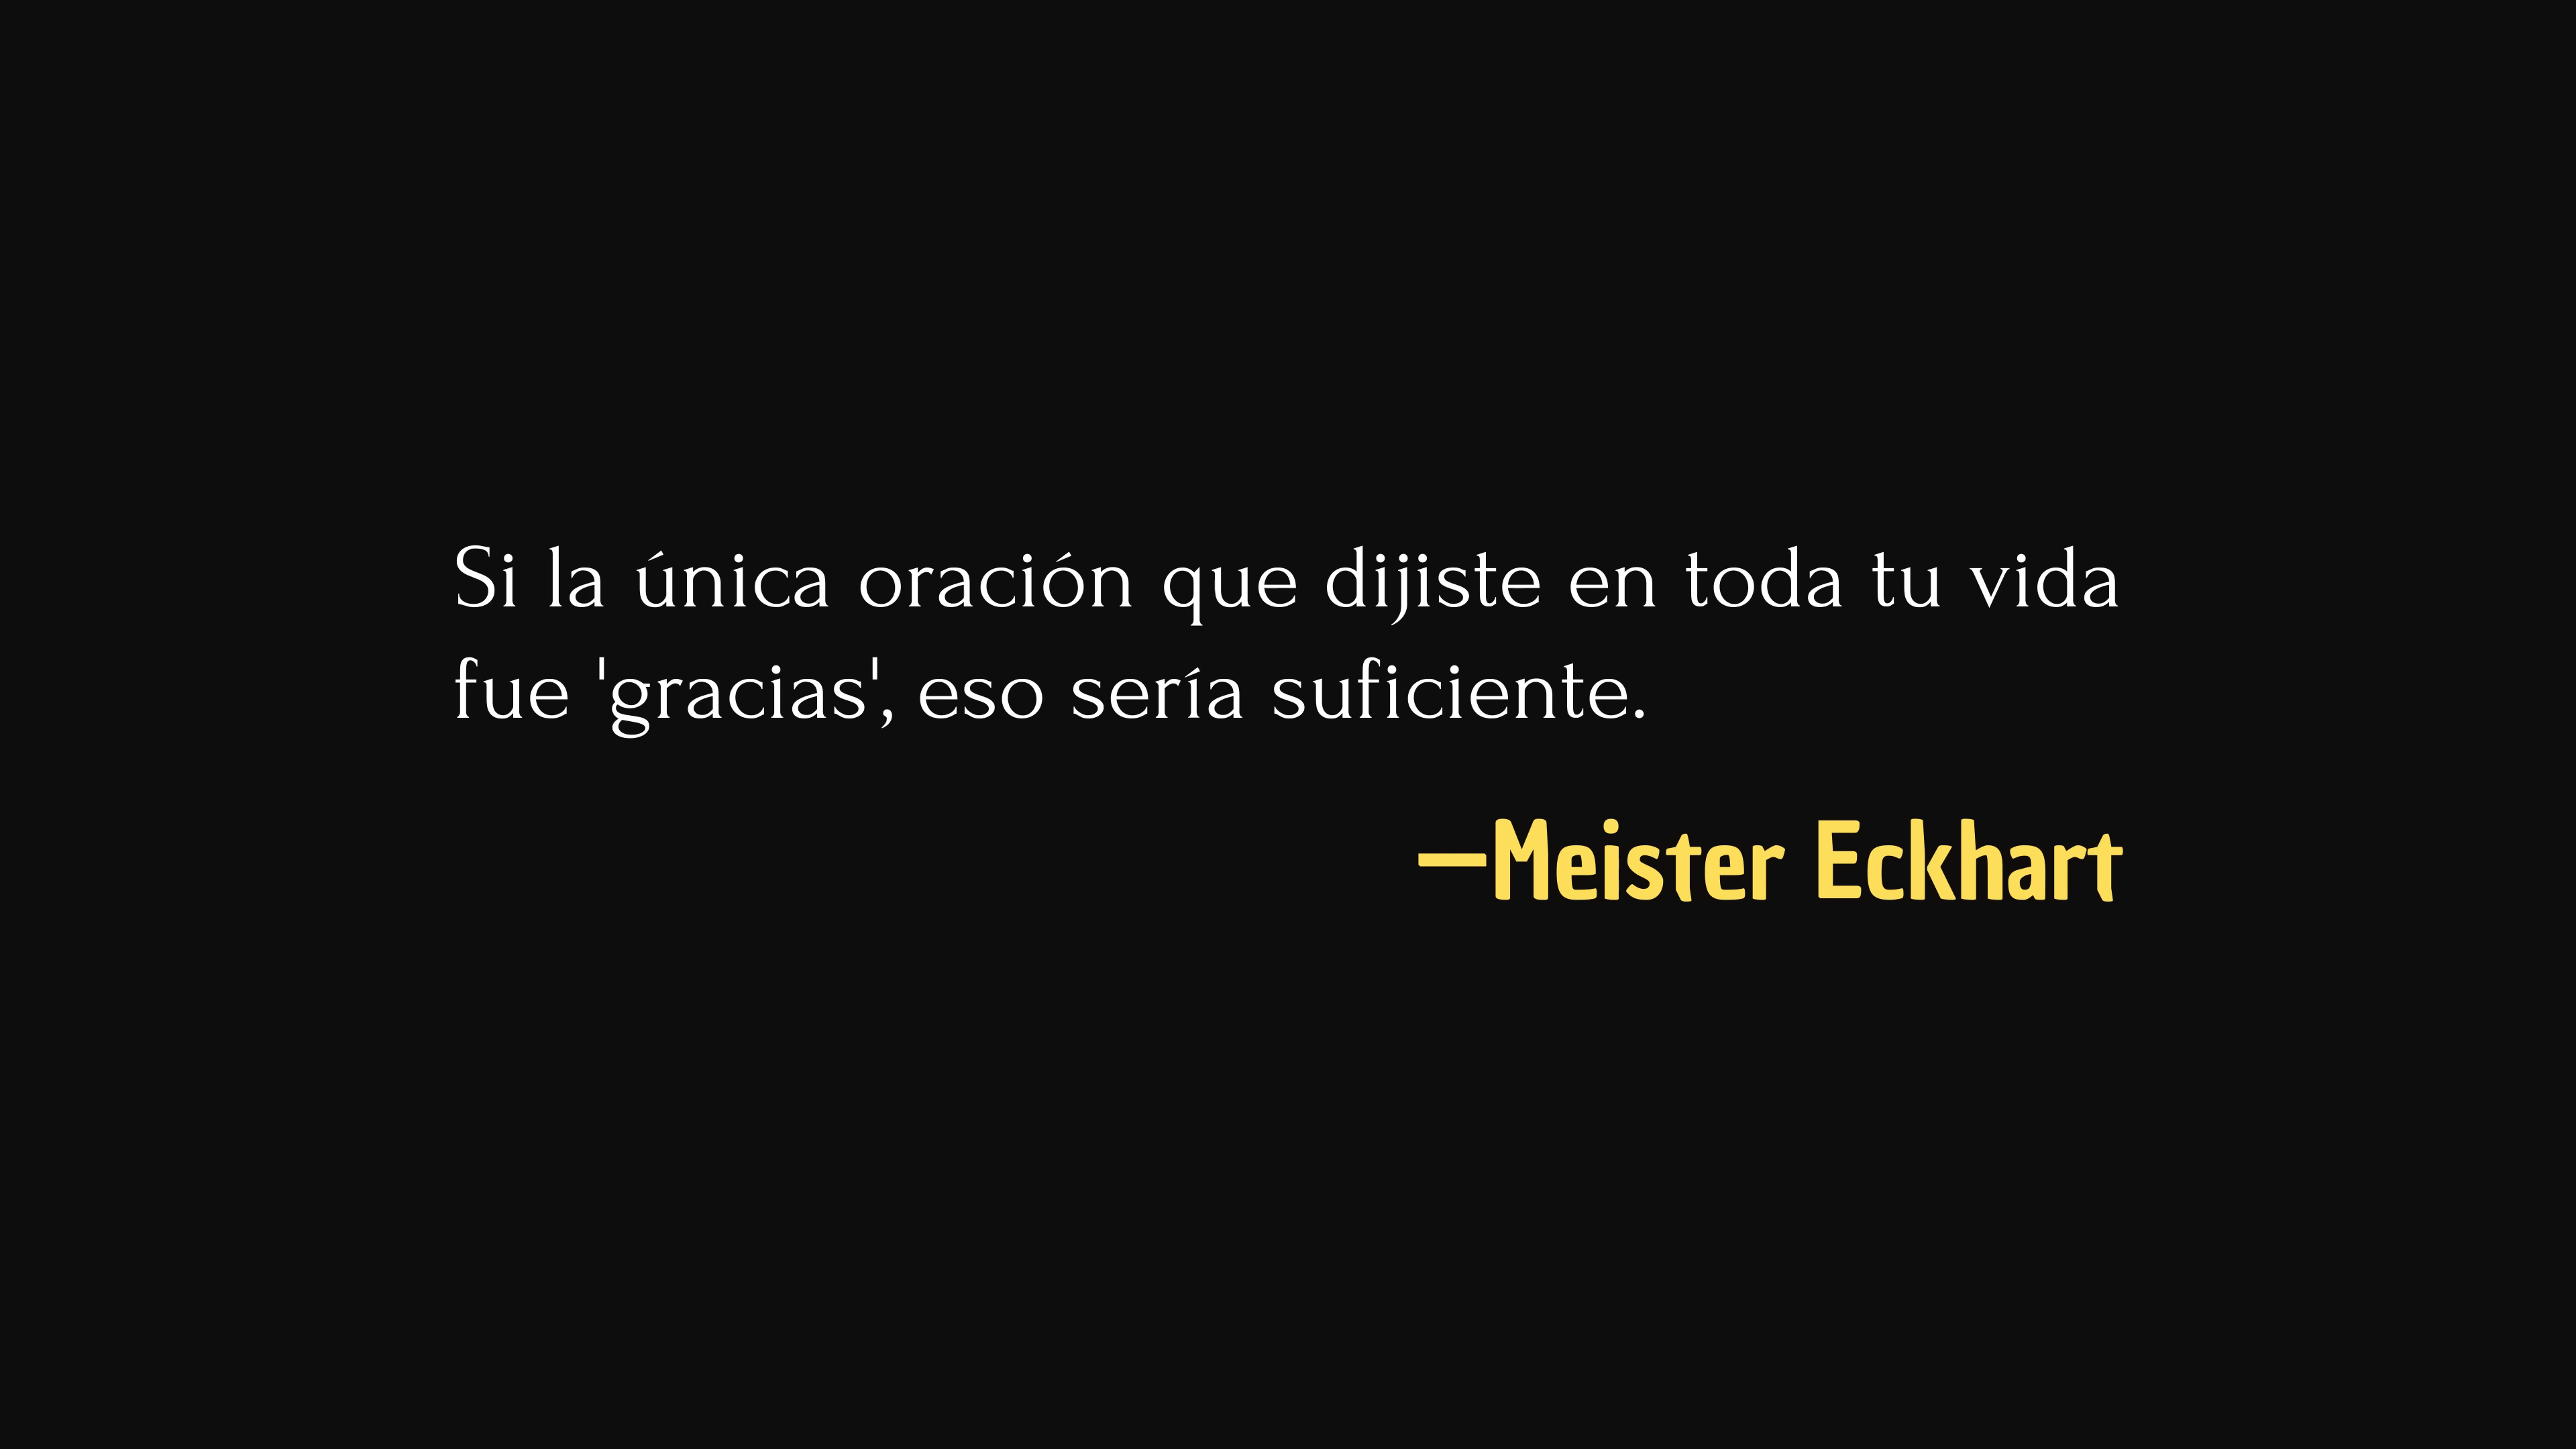 Si la única oración que dijiste en toda tu vida
fue 'gracias', eso sería suficiente.
—Meister Eckhart